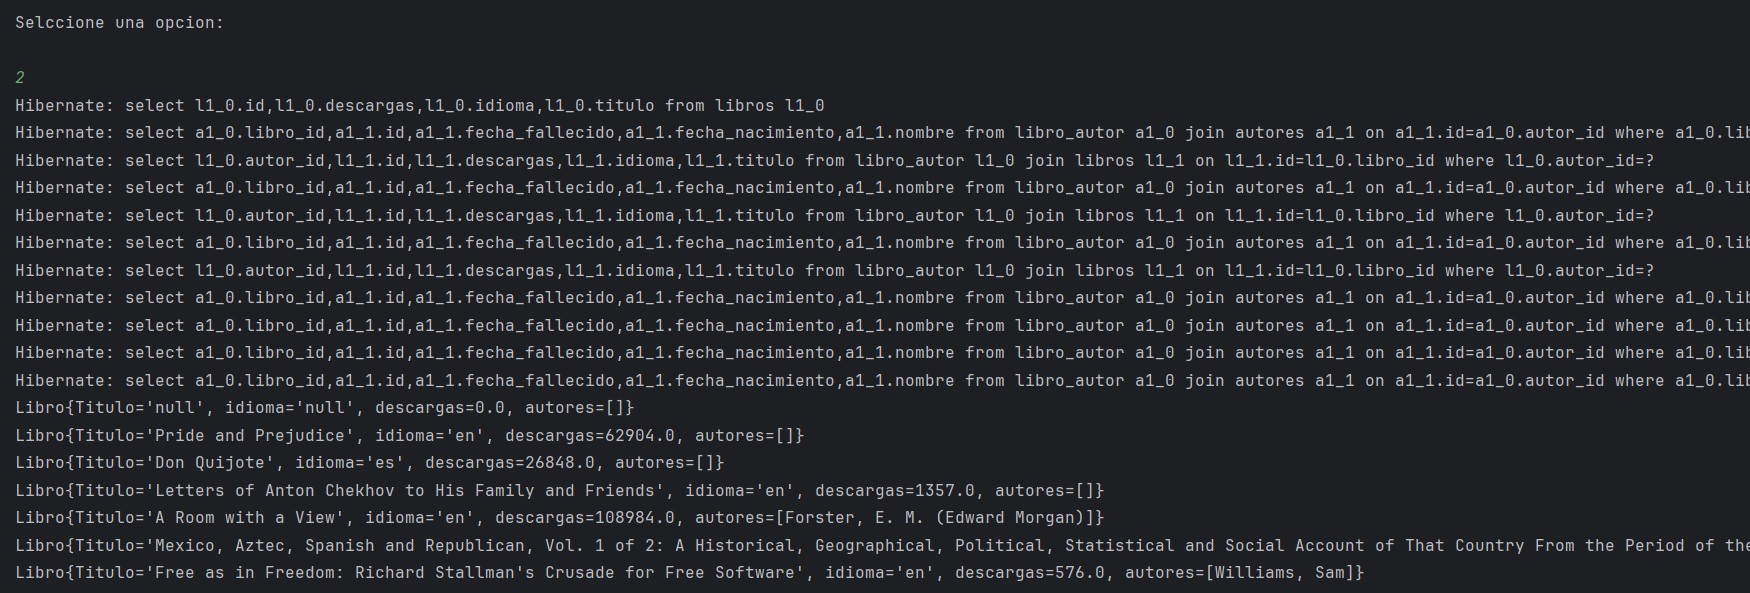 Selccione una opcion:
2
Hibernate: select l1_0.id,l1_0.descargas,l1_0.idioma,l1_0.titulo from libros l1_0
Hibernate: select a1_0.libro_id,a1_1.id,a1_1.fecha_fallecido,a1_1.fecha_nacimiento,a1_1.nombre from libro_autor a1_0 join autores a1_1 on a1_1.id=a1_0.autor_id where a1_0.lib
Hibernate: select l1_0.autor_id,l1_1.id,l1_1.descargas,l1_1.idioma,l1_1.titulo from libro_autor l1_0 join libros l1_1 on l1_1.id=l1_0.libro_id where l1_0.autor_id=?
Hibernate: select a1_0.libro_id,a1_1.id,a1_1.fecha_fallecido,a1_1.fecha_nacimiento,a1_1.nombre from libro_autor a1_0 join autores a1_1 on a1_1.id=a1_0.autor_id where a1_0.lib
Hibernate: select l1_0.autor_id,l1_1.id,l1_1.descargas,l1_1.idioma,l1_1.titulo from libro_autor l1_0 join libros l1_1 on l1_1.id=l1_0.libro_id where l1_0.autor_id=?
Hibernate: select a1_0.libro_id,a1_1.id,a1_1.fecha_fallecido,a1_1.fecha_nacimiento,a1_1.nombre from libro_autor a1_0 join autores a1_1 on a1_1.id=a1_0.autor_id where a1_0.lib
Hibernate: select l1_0.autor_id,l1_1.id,l1_1.descargas,l1_1.idioma,l1_1.titulo from libro_autor l1_0 join libros l1_1 on l1_1.id=l1_0.libro_id where l1_0.autor_id=?
Hibernate: select a1_0.libro_id,a1_1.id,a1_1.fecha_fallecido,a1_1.fecha_nacimiento,a1_1.nombre from libro_autor a1_0 join autores a1_1 on a1_1.id=a1_0.autor_id where a1_0.lib
Hibernate: select a1_0.libro_id,a1_1.id,a1_1.fecha_fallecido,a1_1.fecha_nacimiento,a1_1.nombre from libro_autor a1_0 join autores a1_1 on a1_1.id=a1_0.autor_id where a1_0.lib
Hibernate: select a1_0.libro_id,a1_1.id,a1_1.fecha_fallecido,a1_1.fecha_nacimiento,a1_1.nombre from libro_autor a1_0 join autores a1_1 on a1_1.id=a1_0.autor_id where a1_0.lib
Hibernate: select a1_0.libro_id,a1_1.id,a1_1.fecha_fallecido,a1_1.fecha_nacimiento,a1_1.nombre from libro_autor a1_0 join autores a1_1 on a1_1.id=a1_0.autor_id where a1_0.lib
Libro{Titulo='null', idioma='null', descargas=0.0, autores=[]}
Libro{Titulo='Pride and Prejudice', idioma='en', descargas=62904.0, autores=[]}
Libro{Titulo='Don Quijote', idioma='es', descargas=26848.0, autores=[]}
Libro{Titulo='Letters of Anton Chekhov to His Family and Friends', idioma='en', descargas=1357.0, autores=[]}
Libro{Titulo='A Room with a View', idioma='en', descargas=108984.0, autores=[Forster, E. M. (Edward Morgan)]}
Libro{Titulo='Mexico, Aztec, Spanish and Republican, Vol. 1 of 2: A Historical, Geographical, Political, Statistical and Social Account of That Country From the Period of the
Libro{Titulo='Free as in Freedom: Richard Stallman's Crusade for Free Software', idioma='en', descargas=576.0, autores=[Williams, Sam]}